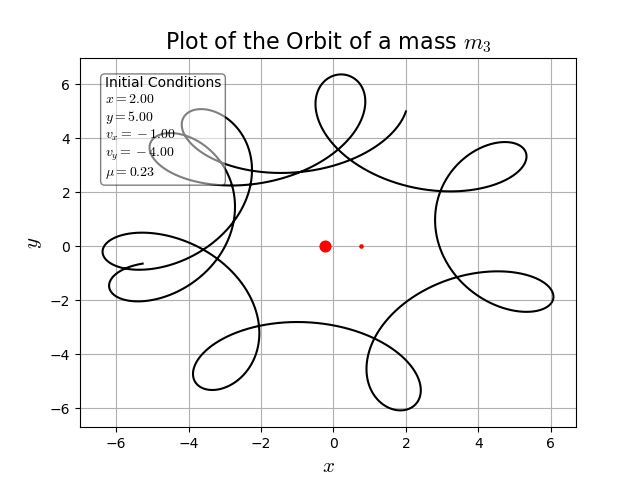 Plot of the Orbit of a mass m₃
Initial Conditions
x = 2.00
y = 5.00
vₓ = −1.00
v_y = −4.00
μ = 0.23
6
4
2
0
−2
−4
−6
y
−6 −4 −2 0 2 4 6
x